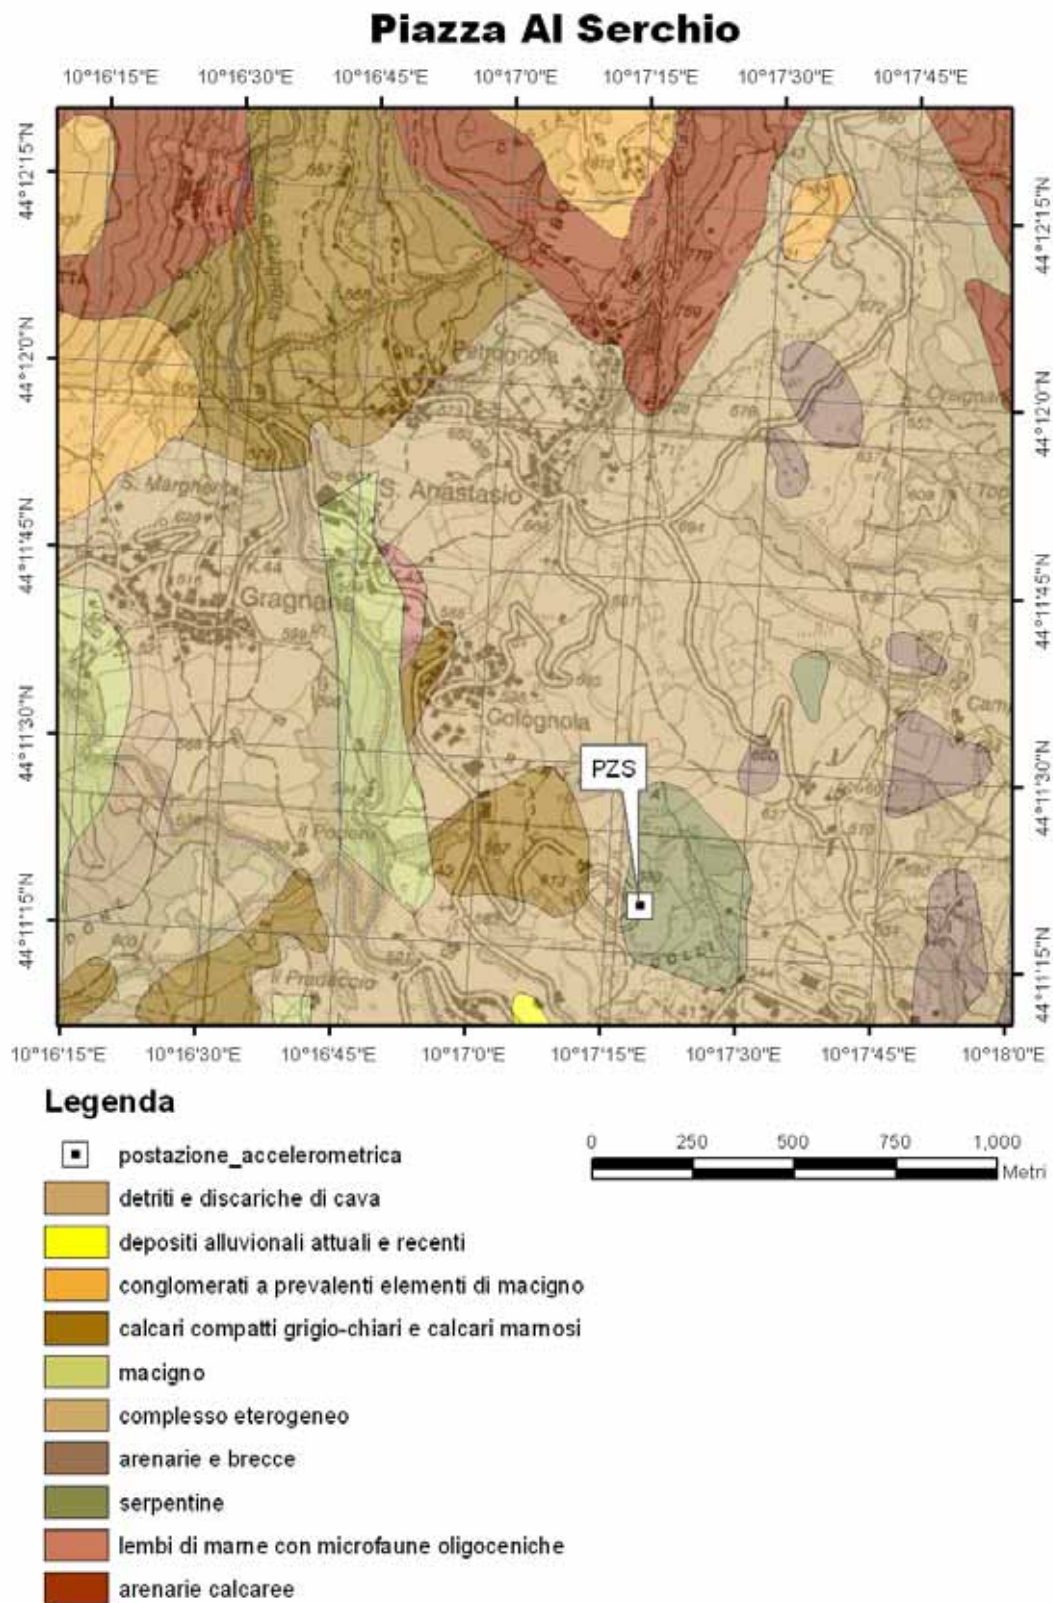 Piazza Al Serchio
10°16'15"E 10°16'30"E 10°16'45"E 10°17'0"E 10°17'15"E 10°17'30"E 10°17'45"E
44°12'15"N
44°12'0"N
44°11'45"N
44°11'30"N
44°11'15"N
44°12'15"N
44°12'0"N
44°11'45"N
44°11'30"N
44°11'15"N
Petrognola
S. Margherita
S. Anastasio
K.44
Gragnana
Colognola
PZS
Il Pradaccio
10°16'15"E 10°16'30"E 10°16'45"E 10°17'0"E 10°17'15"E 10°17'30"E 10°17'45"E 10°18'0"E
Legenda
postazione_accelerometrica
0 250 500 750 1,000
Metri
detriti e discariche di cava
depositi alluvionali attuali e recenti
conglomerati a prevalenti elementi di macigno
calcari compatti grigio-chiari e calcari marnosi
macigno
complesso eterogeneo
arenarie e brecce
serpentine
lembi di marne con microfaune oligoceniche
arenarie calcaree